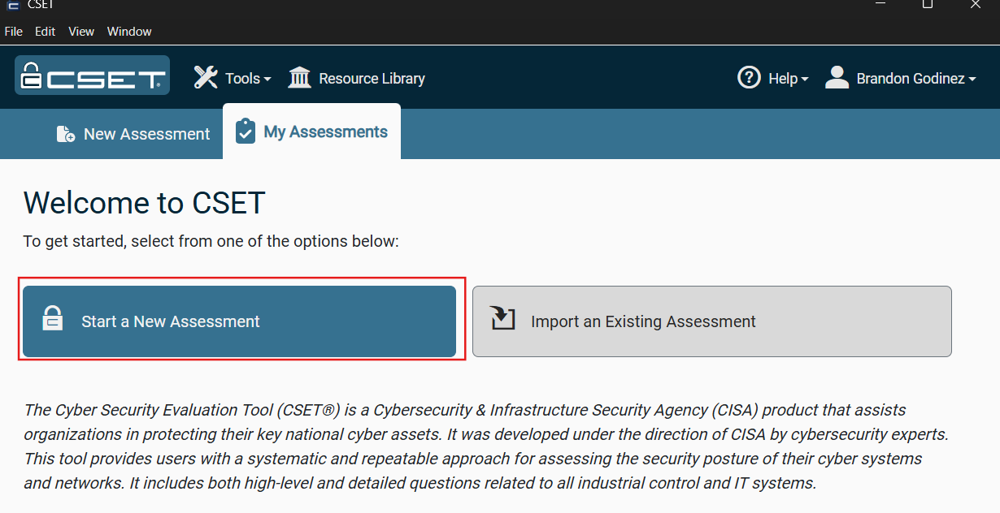 CSET
File Edit View Window
CSET®
Tools
Resource Library
Help
Brandon Godinez
New Assessment
My Assessments
Welcome to CSET
To get started, select from one of the options below:
Start a New Assessment
Import an Existing Assessment
The Cyber Security Evaluation Tool (CSET®) is a Cybersecurity & Infrastructure Security Agency (CISA) product that assists
organizations in protecting their key national cyber assets. It was developed under the direction of CISA by cybersecurity experts.
This tool provides users with a systematic and repeatable approach for assessing the security posture of their cyber systems
and networks. It includes both high-level and detailed questions related to all industrial control and IT systems.